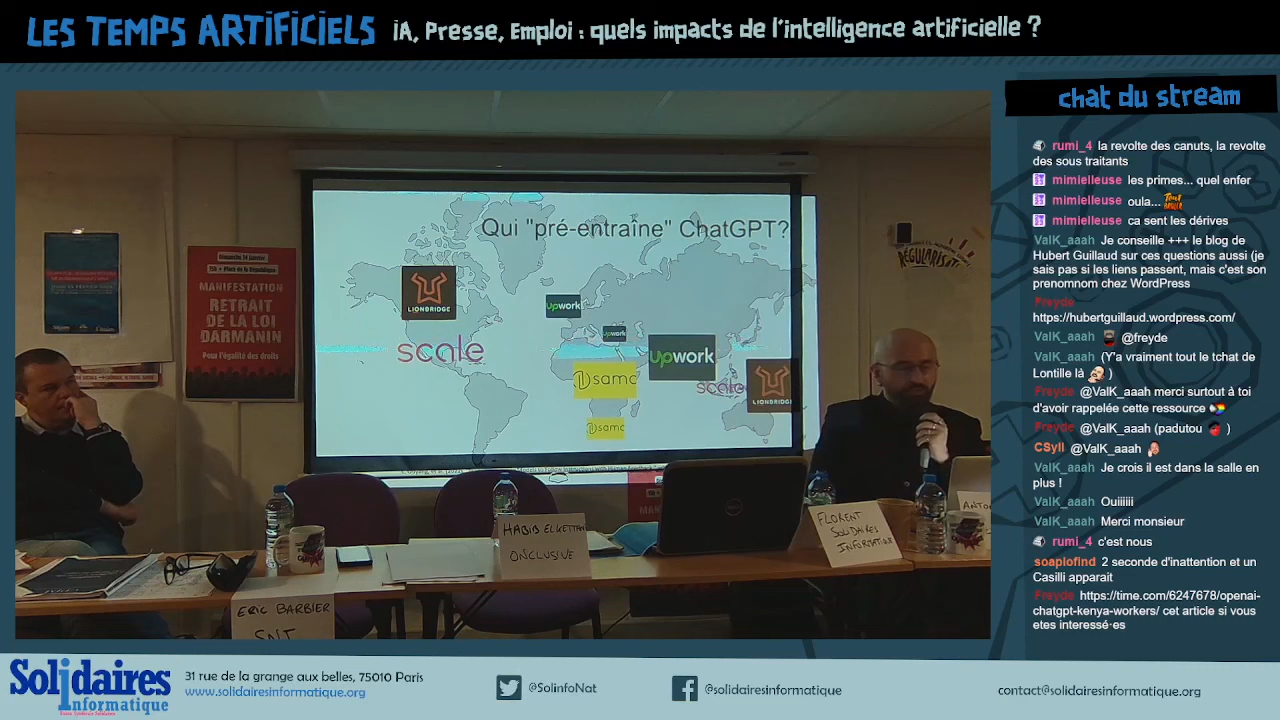 LES TEMPS ARTIFICIELS
IA, Presse, Emploi : quels impacts de l'intelligence artificielle ?
chat du stream
rumi_4 la revolte des canuts, la revolte
des sous traitants
mimielleuse les primes... quel enfer
mimielleuse oula...
mimielleuse ca sent les dérives
ValK_aaah Je conseille +++ le blog de
Hubert Guillaud sur ces questions aussi (je
sais pas si les liens passent, mais c'est son
prenomnom chez WordPress
Freyde
https://hubertguillaud.wordpress.com/
ValK_aaah @freyde
ValK_aaah (Y'a vraiment tout le tchat de
Lontille là )
Freyde @ValK_aaah merci surtout à toi
d'avoir rappelée cette ressource
Freyde @ValK_aaah (padutou )
CSyll @ValK_aaah
ValK_aaah Je crois il est dans la salle en
plus !
ValK_aaah Ouiiiiii
ValK_aaah Merci monsieur
rumi_4 c'est nous
soaplofind 2 seconde d'inattention et un
Casilli apparait
Freyde https://time.com/6247678/openai-
chatgpt-kenya-workers/ cet article si vous
etes interessé·es
Qui "pré-entraîne" ChatGPT?
LIONBRIDGE
scale
upwork
upwork
upwork
sama
sama
scale
LIONBRIDGE
Dimanche 14 janvier
MANIFESTATION
RETRAIT
DE LA LOI
DARMANIN
Pour l'égalité des droits
RÉGULARISATION
ERIC BARBIER
SNJ
HABIB ELKETTANI
ONCLUSIVE
FLORENT
SOLIDAIRES
INFORMATIQUE
ANTO
Solidaires
Informatique
31 rue de la grange aux belles, 75010 Paris
www.solidairesinformatique.org
@SolinfoNat
@solidairesinformatique
contact@solidairesinformatique.org